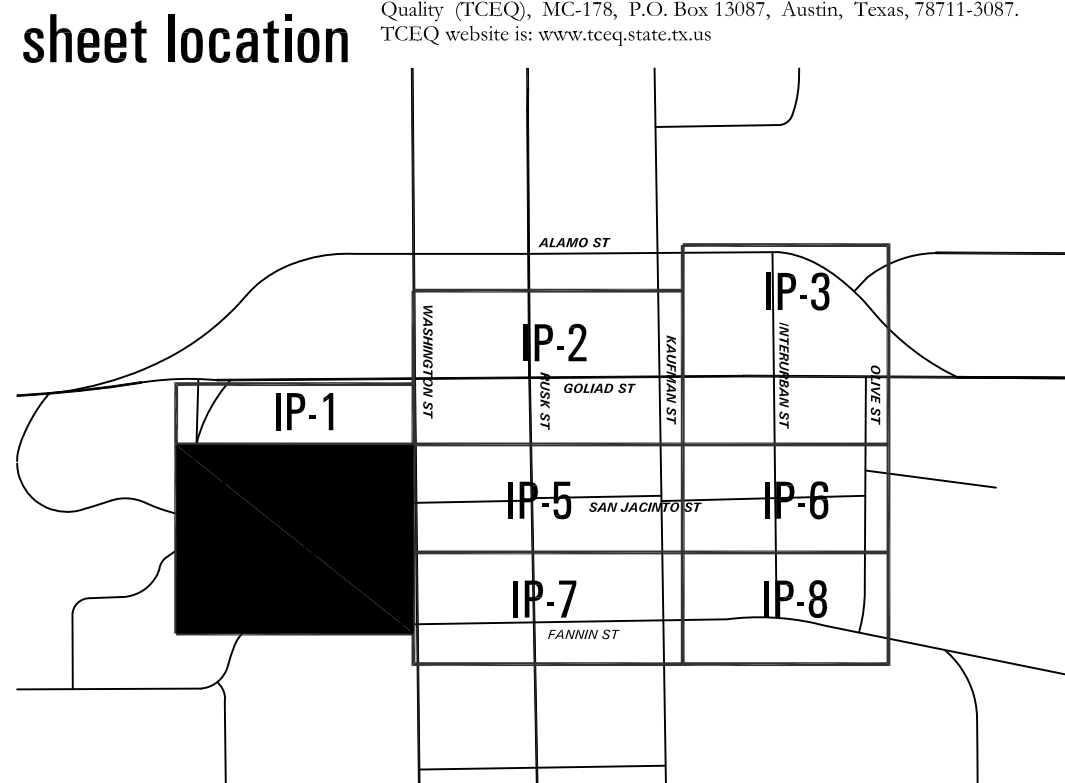 sheet location
Quality (TCEQ), MC-178, P.O. Box 13087, Austin, Texas, 78711-3087.
TCEQ website is: www.tceq.state.tx.us
ALAMO ST
IP-3
WASHINGTON ST
IP-2
RUSK ST
GOLIAD ST
KAUFMAN ST
INTERURBAN ST
OLIVE ST
IP-1
IP-5
SAN JACINTO ST
IP-6
IP-7
FANNIN ST
IP-8